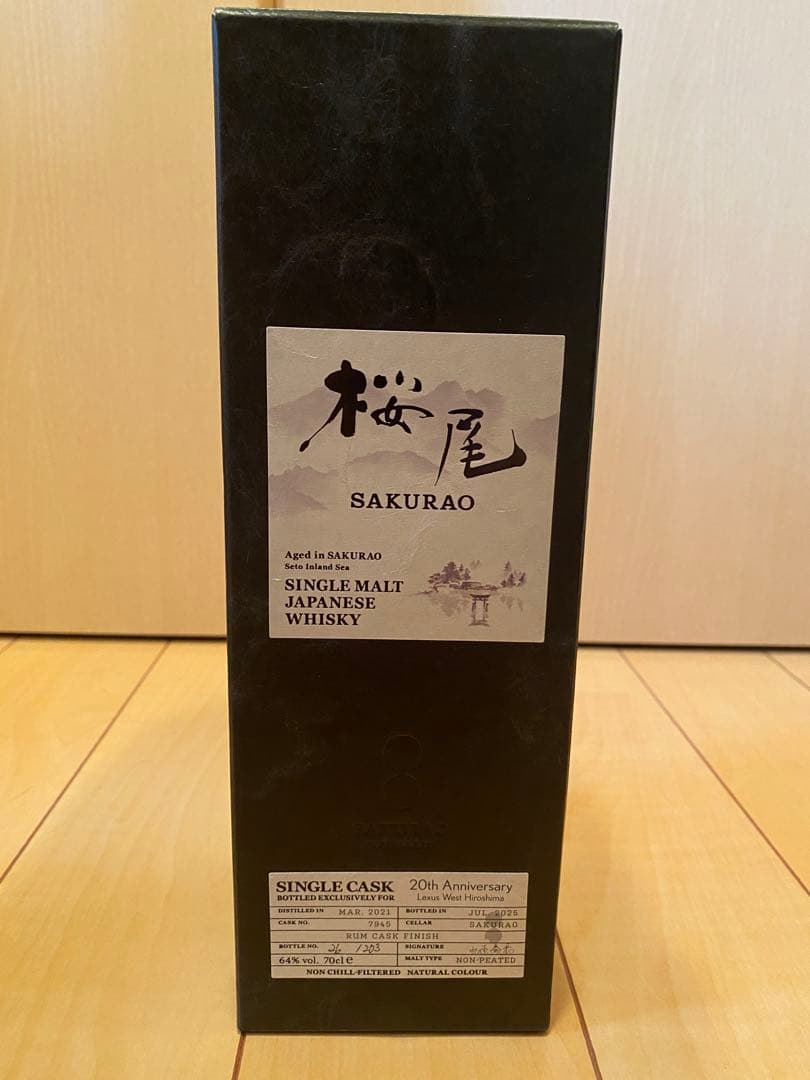 桜尾
SAKURAO
Aged in SAKURAO
Seto Inland Sea
SINGLE MALT
JAPANESE
WHISKY
SINGLE CASK
BOTTLED EXCLUSIVELY FOR
20th Anniversary
Lexus West Hiroshima
DISTILLED IN MAR. 2021 BOTTLED IN JUL. 2025
CASK NO. 7945 CELLAR SAKURAO
RUM CASK FINISH
BOTTLE NO. 26 / 203 SIGNATURE
64% vol. 70cl e MALT TYPE NON-PEATED
NON CHILL-FILTERED NATURAL COLOUR